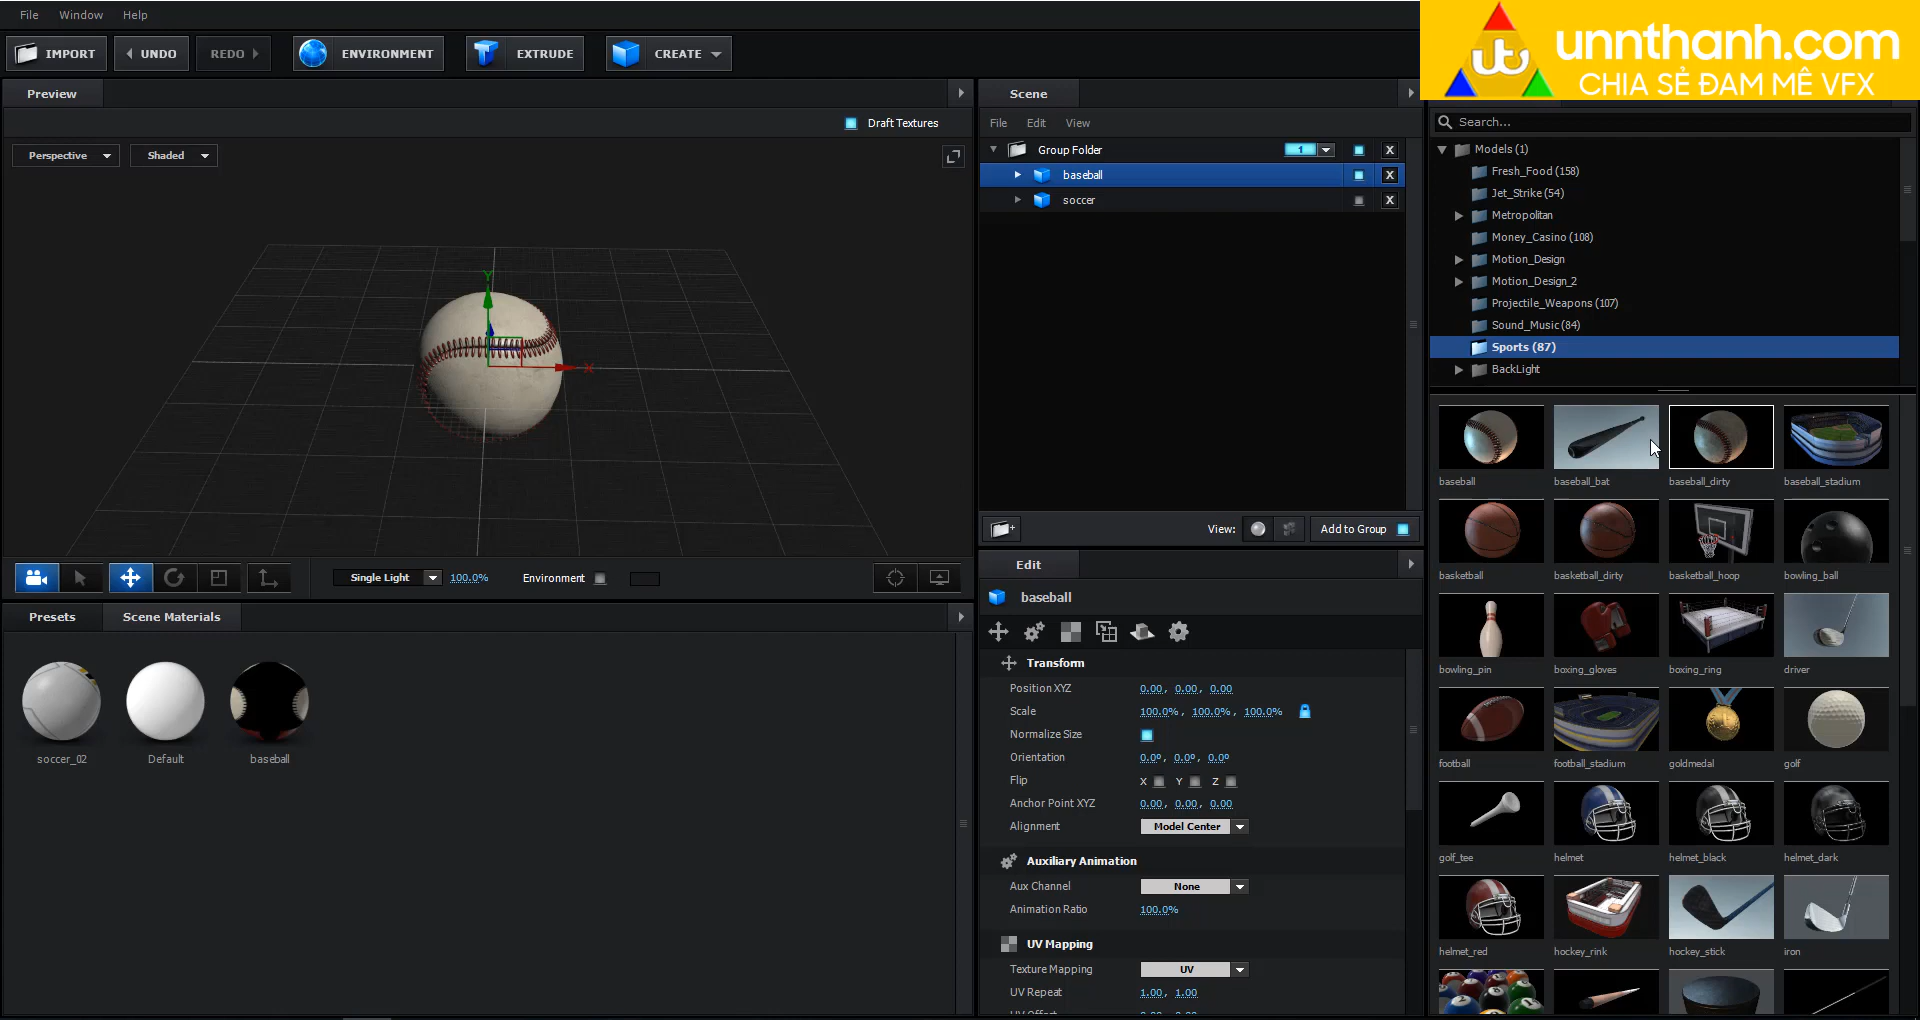 File Window Help
unnthanh.com
CHIA SẺ ĐAM MÊ VFX
IMPORT UNDO REDO ENVIRONMENT EXTRUDE CREATE
Preview
Draft Textures
Perspective Shaded
Y
X
Single Light 100.0% Environment
Presets Scene Materials
soccer_02 Default baseball
Scene
File Edit View
Group Folder 1 X
baseball X
soccer X
View: Add to Group
Edit
baseball
Transform
Position XYZ 0.00, 0.00, 0.00
Scale 100.0%, 100.0%, 100.0%
Normalize Size
Orientation 0.0º, 0.0º, 0.0º
Flip X Y Z
Anchor Point XYZ 0.00, 0.00, 0.00
Alignment Model Center
Auxiliary Animation
Aux Channel None
Animation Ratio 100.0%
UV Mapping
Texture Mapping UV
UV Repeat 1.00, 1.00
Search...
Models (1)
Fresh_Food (158)
Jet_Strike (54)
Metropolitan
Money_Casino (108)
Motion_Design
Motion_Design_2
Projectile_Weapons (107)
Sound_Music (84)
Sports (87)
BackLight
baseball baseball_bat baseball_dirty baseball_stadium
basketball basketball_dirty basketball_hoop bowling_ball
bowling_pin boxing_gloves boxing_ring driver
football football_stadium goldmedal golf
golf_tee helmet helmet_black helmet_dark
helmet_red hockey_rink hockey_stick iron